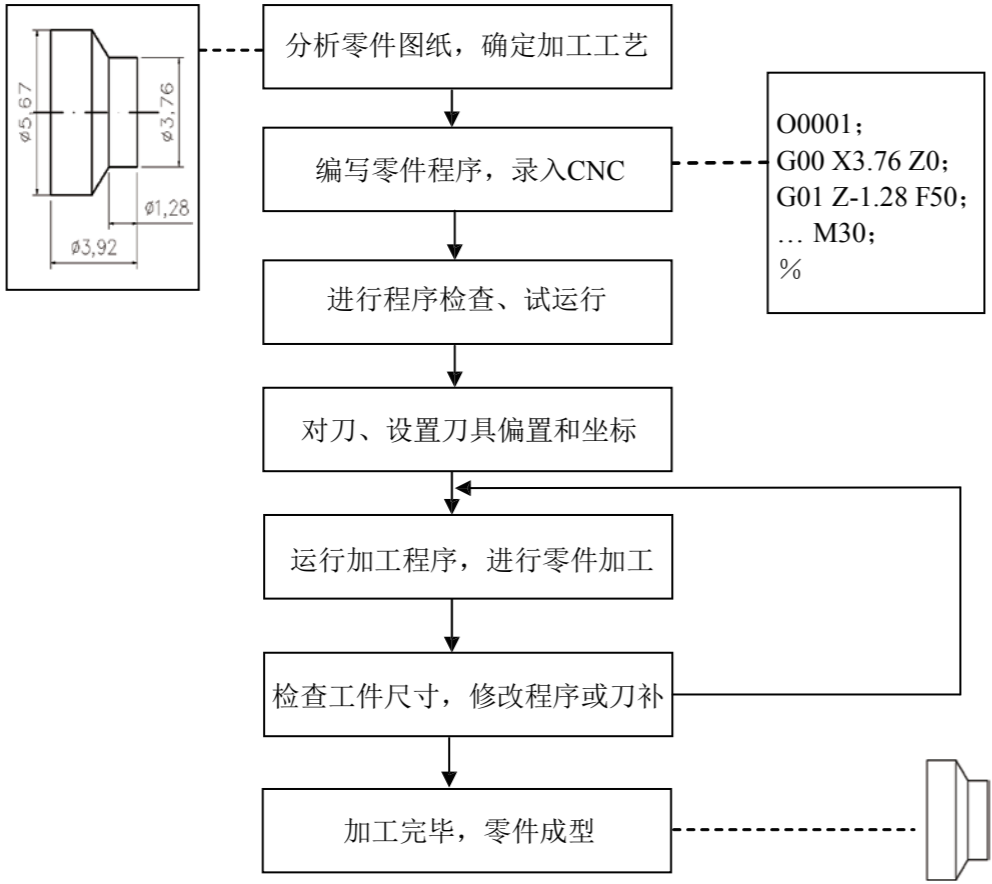 分析零件图纸，确定加工工艺
ø5,67
ø3,76
ø1,28
ø3,92
编写零件程序，录入CNC
O0001；
G00 X3.76 Z0；
G01 Z-1.28 F50；
… M30；
％
进行程序检查、试运行
对刀、设置刀具偏置和坐标
运行加工程序，进行零件加工
检查工件尺寸，修改程序或刀补
加工完毕，零件成型